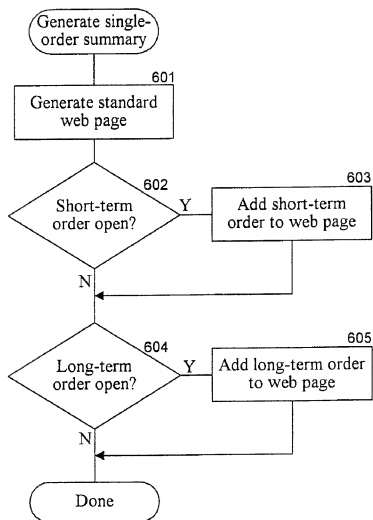 Generate single-
order summary
601
Generate standard
web page
602
Short-term
order open?
Y
603
Add short-term
order to web page
N
604
Long-term
order open?
Y
605
Add long-term order
to web page
N
Done